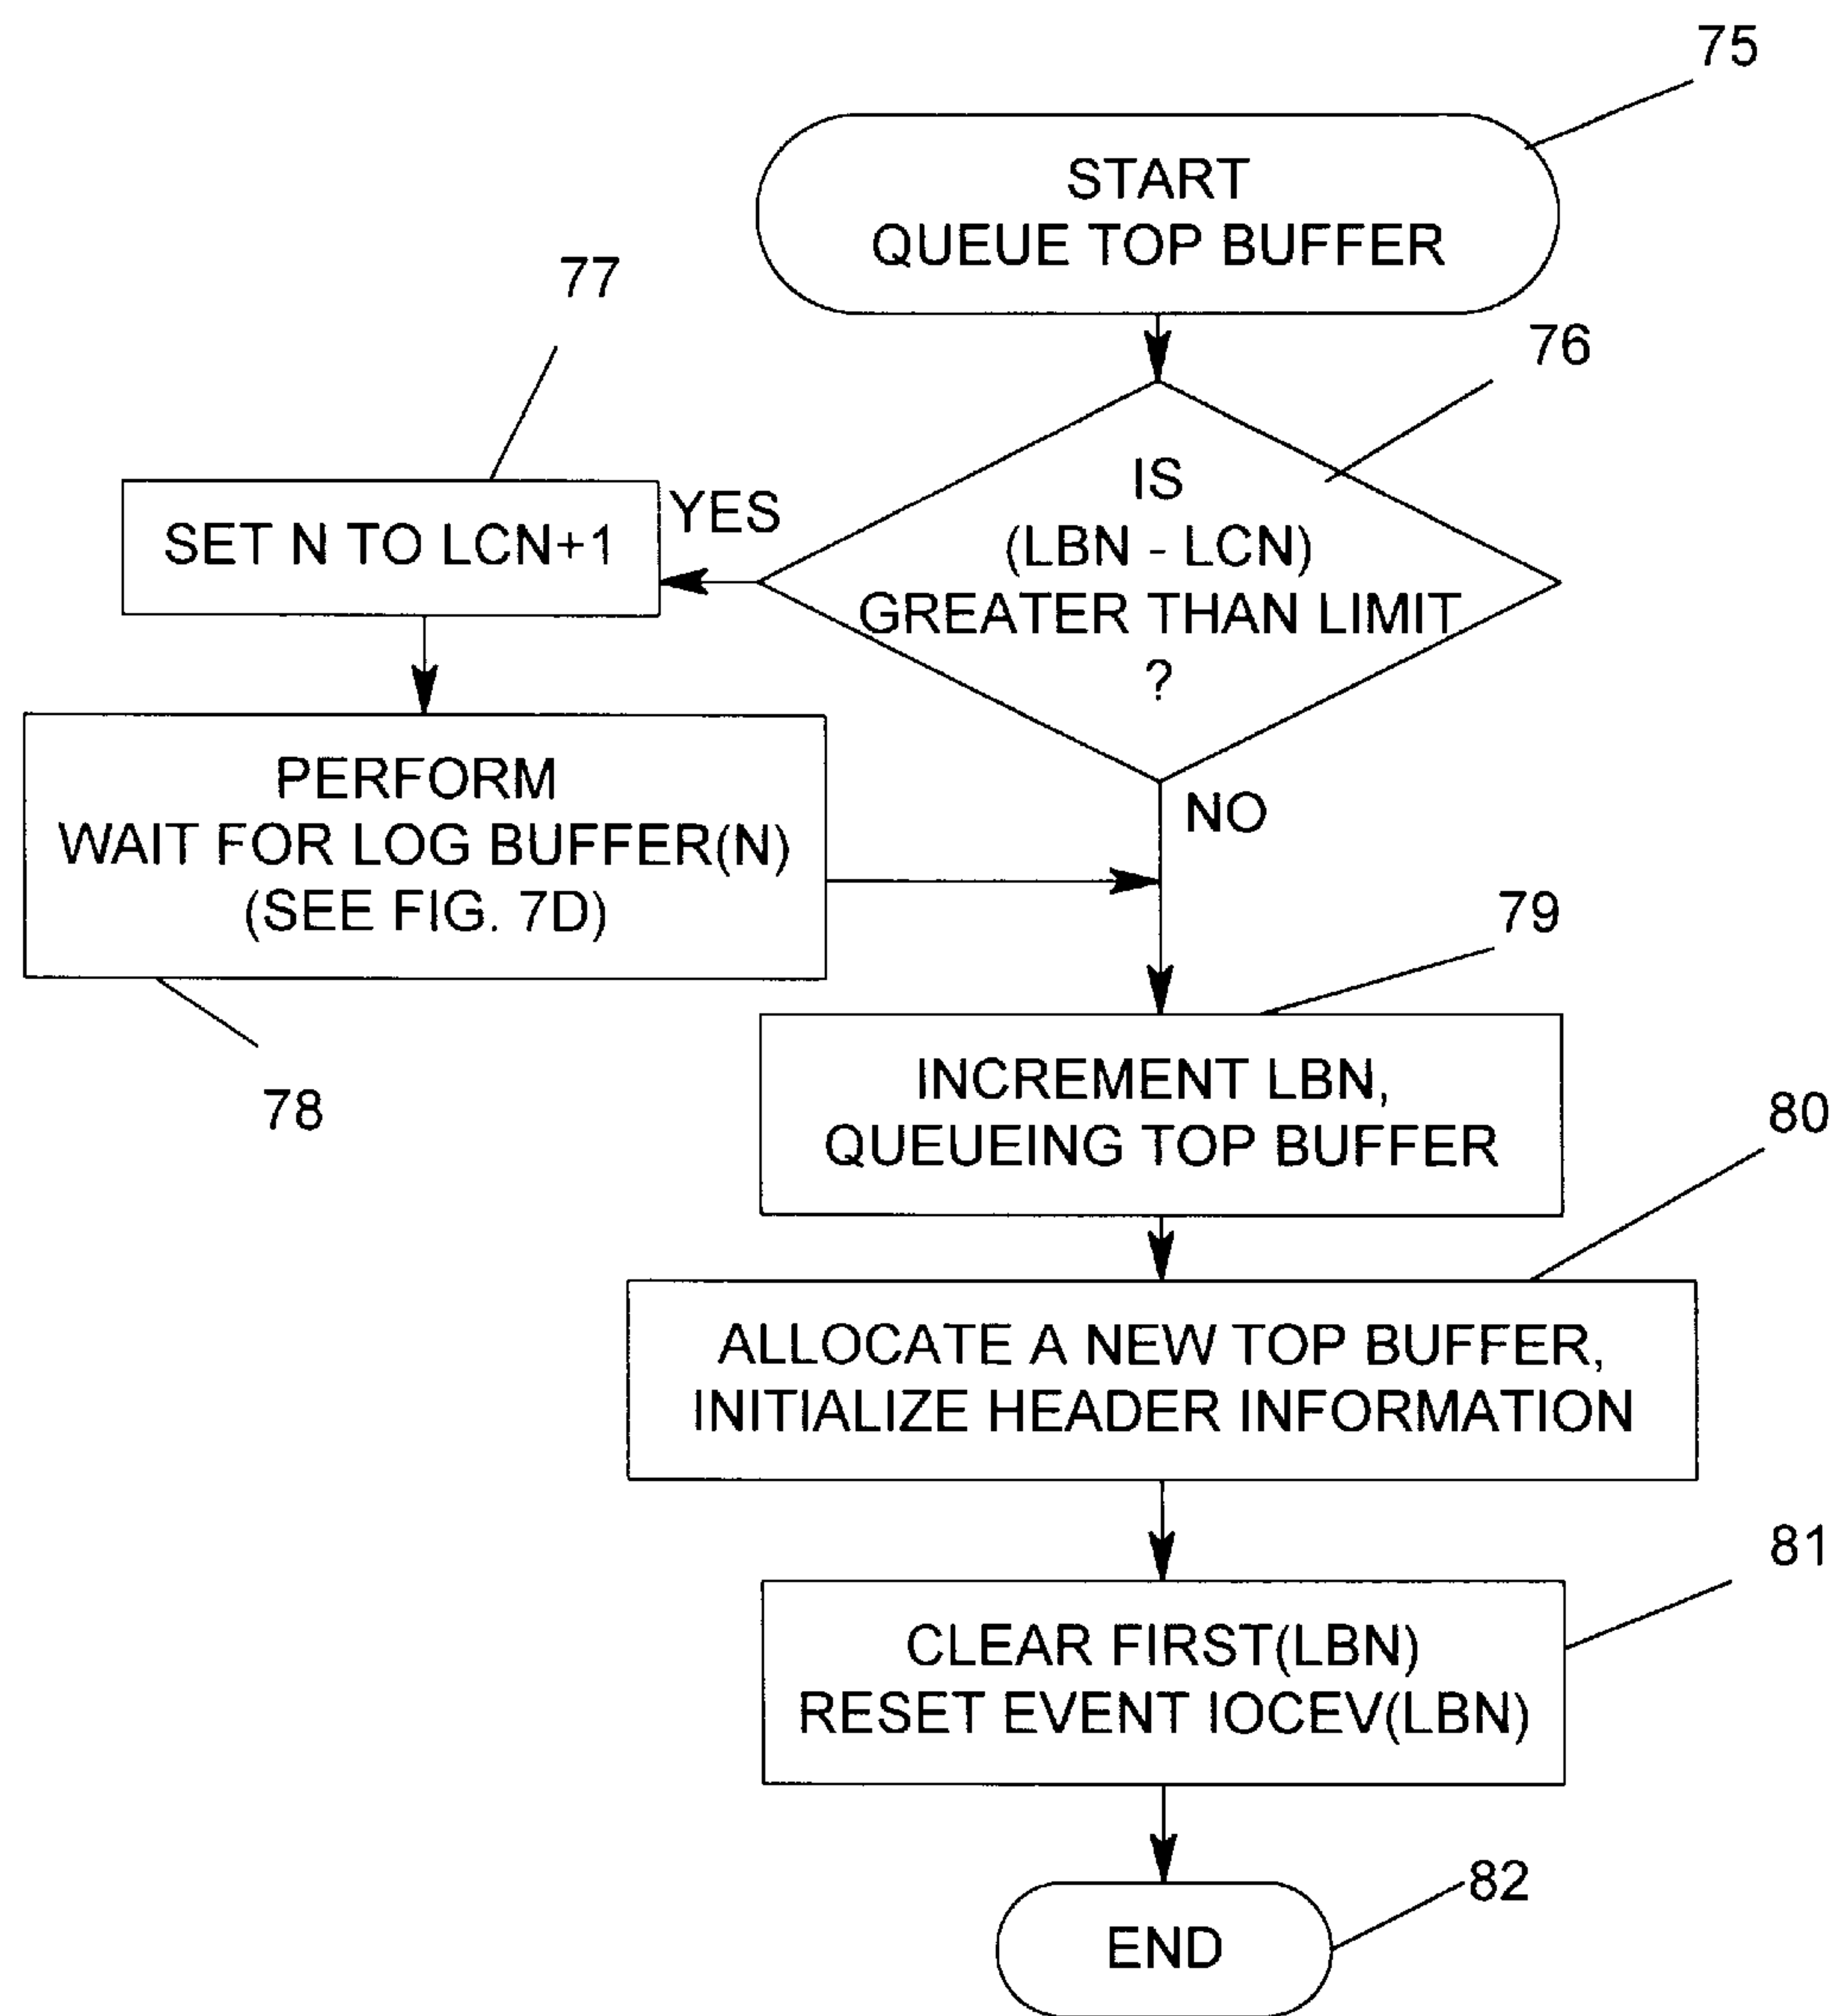 75
START
QUEUE TOP BUFFER
77
76
IS
(LBN - LCN)
GREATER THAN LIMIT
?
YES
SET N TO LCN+1
PERFORM
WAIT FOR LOG BUFFER(N)
(SEE FIG. 7D)
NO
78
79
INCREMENT LBN,
QUEUEING TOP BUFFER
80
ALLOCATE A NEW TOP BUFFER,
INITIALIZE HEADER INFORMATION
81
CLEAR FIRST(LBN)
RESET EVENT IOCEV(LBN)
82
END